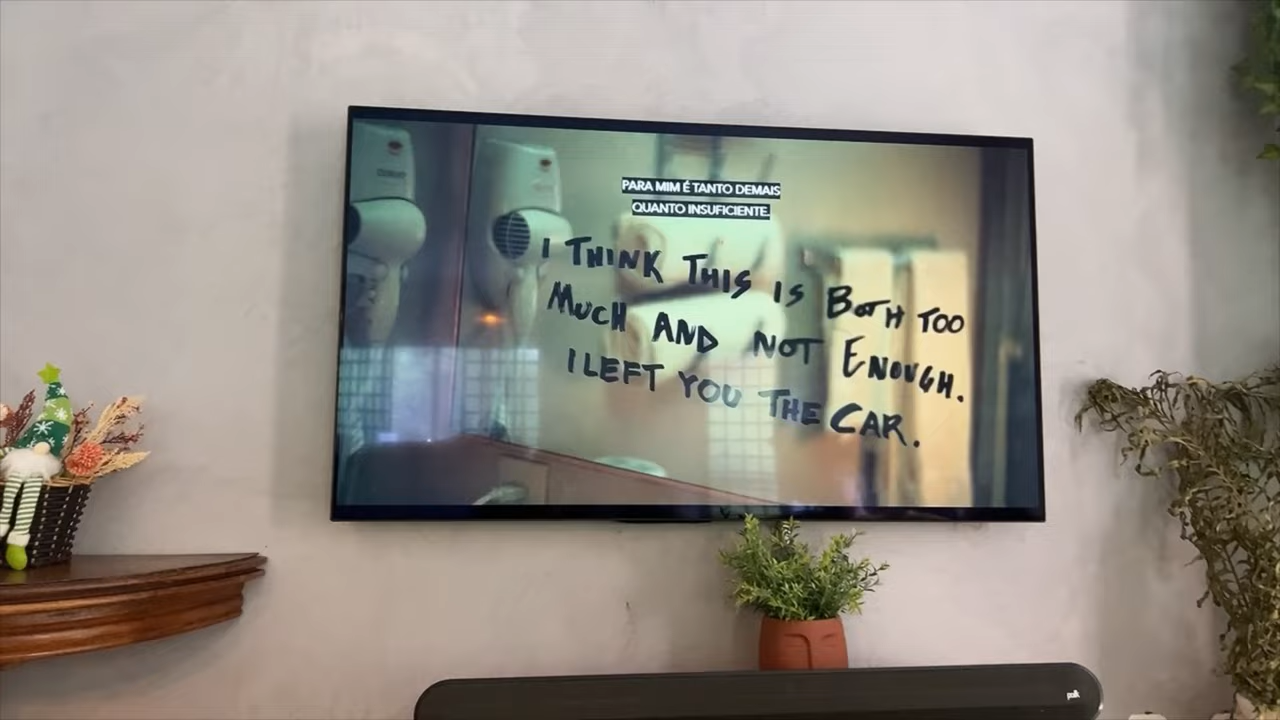 PARA MIM É TANTO DEMAIS
QUANTO INSUFICIENTE.
I THINK THIS IS BOTH TOO
MUCH AND NOT ENOUGH.
I LEFT YOU THE CAR.
polk